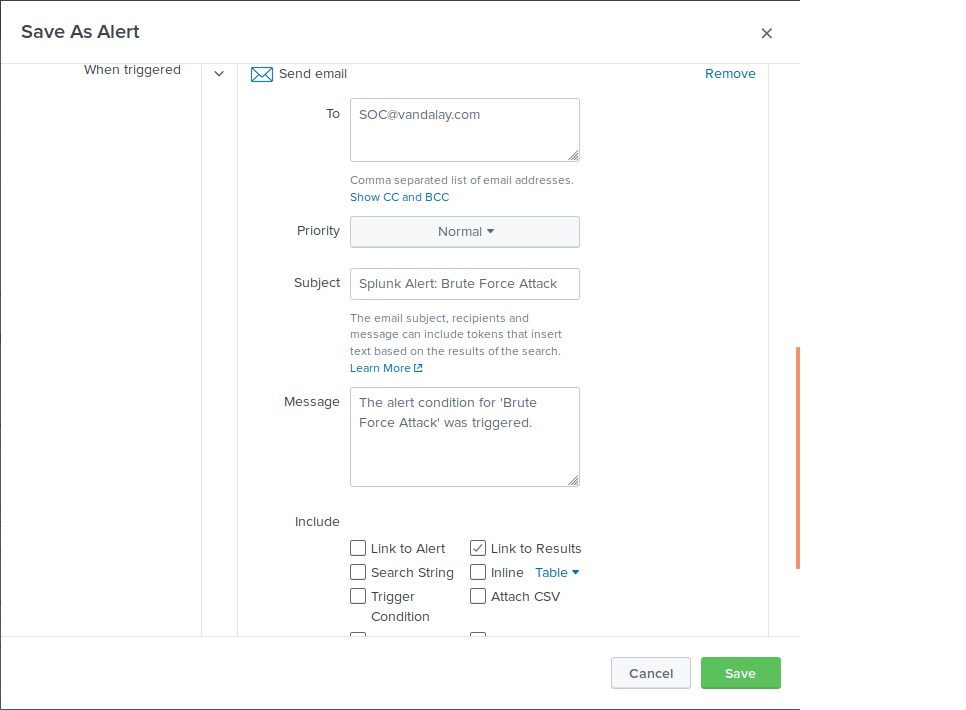 Save As Alert
When triggered
Send email
Remove
To
SOC@vandalay.com
Comma separated list of email addresses.
Show CC and BCC
Priority
Normal
Subject
Splunk Alert: Brute Force Attack
The email subject, recipients and
message can include tokens that insert
text based on the results of the search.
Learn More
Message
The alert condition for 'Brute
Force Attack' was triggered.
Include
Link to Alert
Link to Results
Search String
Inline Table
Trigger
Condition
Attach CSV
Cancel
Save